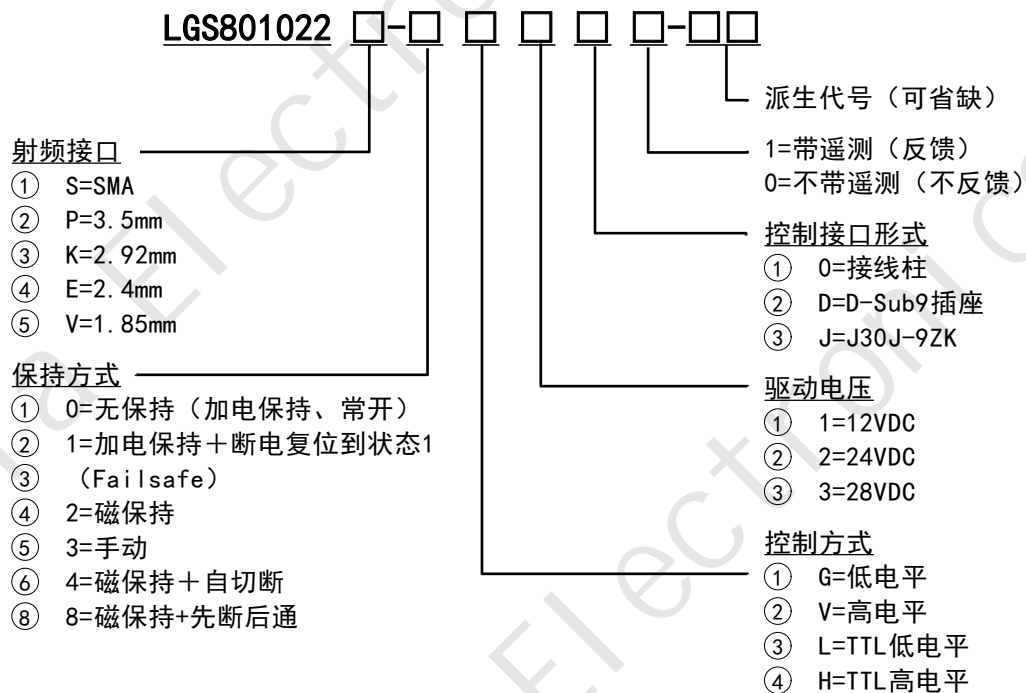 LGS801022 □-□ □ □ □ □-□□
派生代号（可省缺）
1=带遥测（反馈）
0=不带遥测（不反馈）
射频接口
① S=SMA
② P=3.5mm
③ K=2.92mm
④ E=2.4mm
⑤ V=1.85mm
控制接口形式
① 0=接线柱
② D=D-Sub9插座
③ J=J30J-9ZK
保持方式
① 0=无保持（加电保持、常开）
② 1=加电保持＋断电复位到状态1
③ （Failsafe）
④ 2=磁保持
⑤ 3=手动
⑥ 4=磁保持＋自切断
⑧ 8=磁保持+先断后通
驱动电压
① 1=12VDC
② 2=24VDC
③ 3=28VDC
控制方式
① G=低电平
② V=高电平
③ L=TTL低电平
④ H=TTL高电平